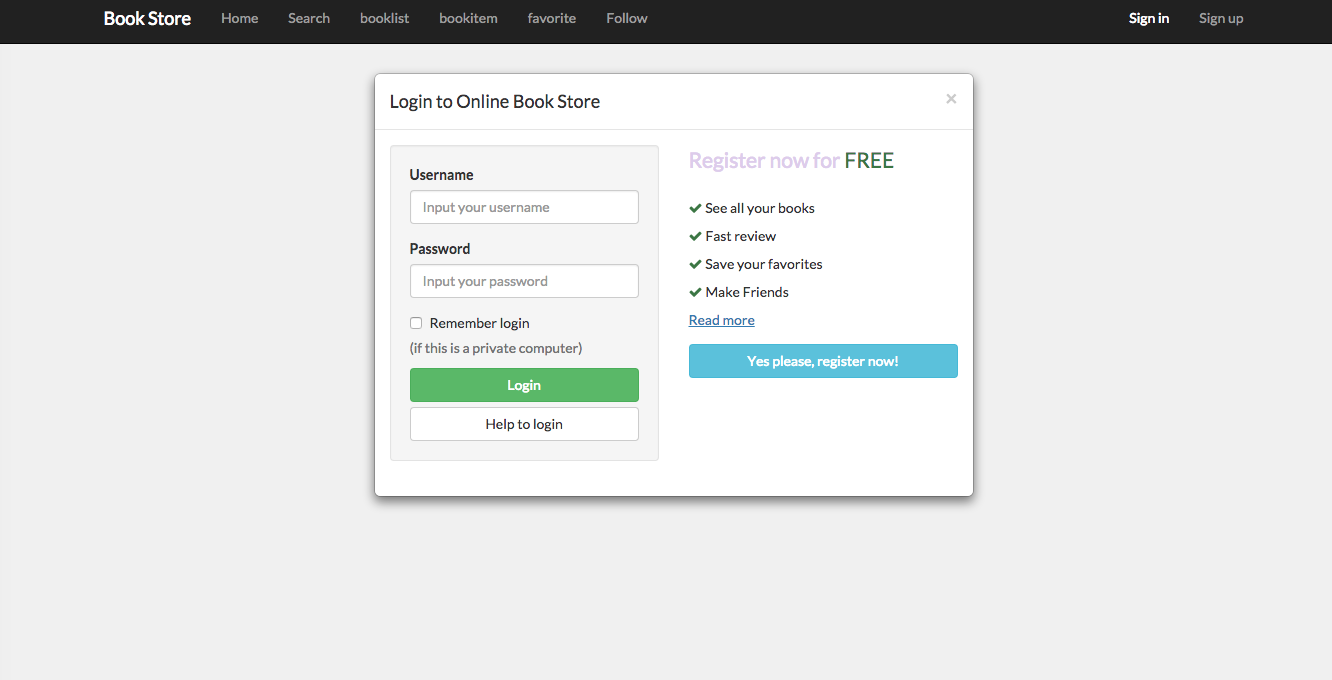 Book Store Home Search booklist bookitem favorite Follow Sign in Sign up
Login to Online Book Store ×
Username
Input your username
Password
Input your password
Remember login
(if this is a private computer)
Login
Help to login
Register now for FREE
See all your books
Fast review
Save your favorites
Make Friends
Read more
Yes please, register now!